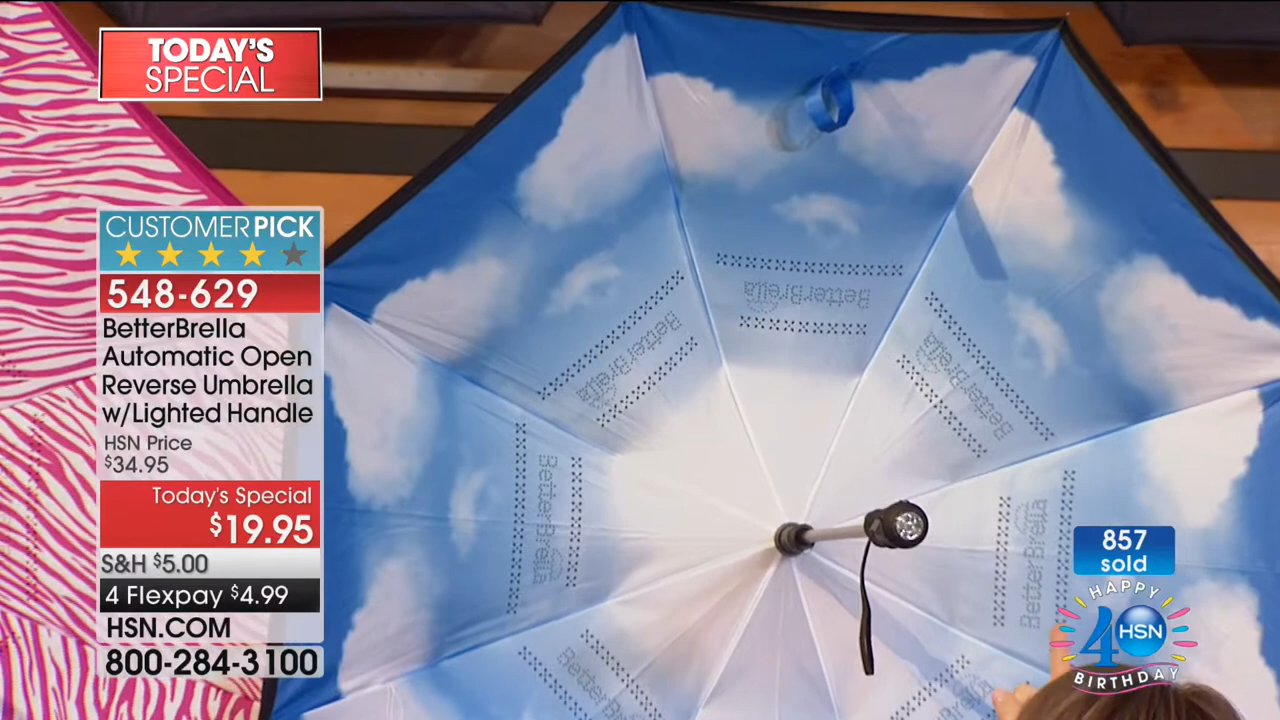 TODAY'S
SPECIAL
CUSTOMER PICK
548-629
BetterBrella
Automatic Open
Reverse Umbrella
w/Lighted Handle
HSN Price
$34.95
Today's Special
$19.95
S&H $5.00
4 Flexpay $4.99
HSN.COM
800-284-3100
BetterBrella
BetterBrella
BetterBrella
BetterBrella
BetterBrella
BetterBrella
857
sold
HAPPY
40
HSN
BIRTHDAY